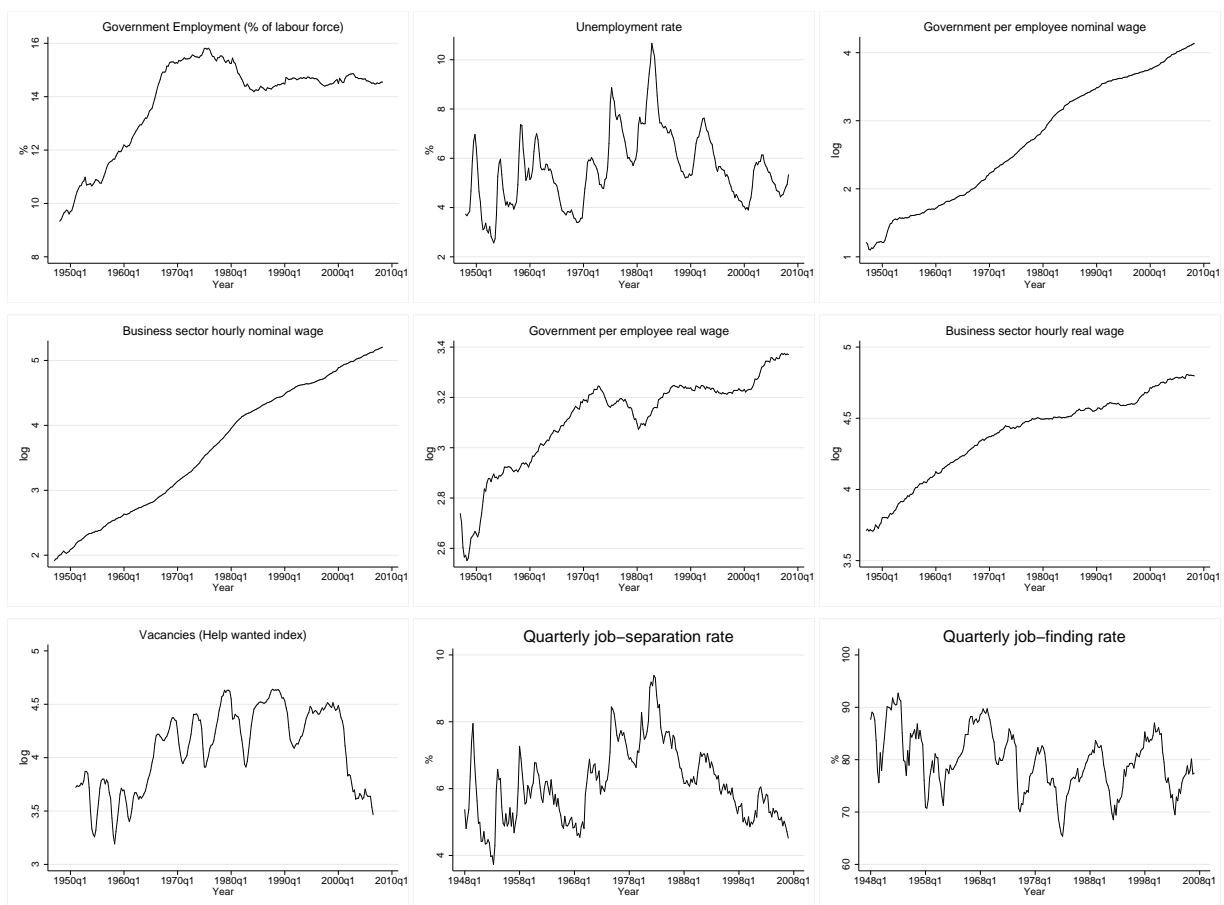 Government Employment (% of labour force)
%
16
14
12
10
8
1950q1 1960q1 1970q1 1980q1 1990q1 2000q1 2010q1
Year
Unemployment rate
%
10
8
6
4
2
1950q1 1960q1 1970q1 1980q1 1990q1 2000q1 2010q1
Year
Government per employee nominal wage
log
4
3
2
1
1950q1 1960q1 1970q1 1980q1 1990q1 2000q1 2010q1
Year
Business sector hourly nominal wage
log
5
4
3
2
1950q1 1960q1 1970q1 1980q1 1990q1 2000q1 2010q1
Year
Government per employee real wage
log
3.4
3.2
3
2.8
2.6
1950q1 1960q1 1970q1 1980q1 1990q1 2000q1 2010q1
Year
Business sector hourly real wage
log
5
4.5
4
3.5
1950q1 1960q1 1970q1 1980q1 1990q1 2000q1 2010q1
Year
Vacancies (Help wanted index)
log
5
4.5
4
3.5
3
1950q1 1960q1 1970q1 1980q1 1990q1 2000q1 2010q1
Year
Quarterly job−separation rate
%
10
8
6
4
1948q1 1958q1 1968q1 1978q1 1988q1 1998q1 2008q1
Year
Quarterly job−finding rate
%
100
90
80
70
60
1948q1 1958q1 1968q1 1978q1 1988q1 1998q1 2008q1
Year